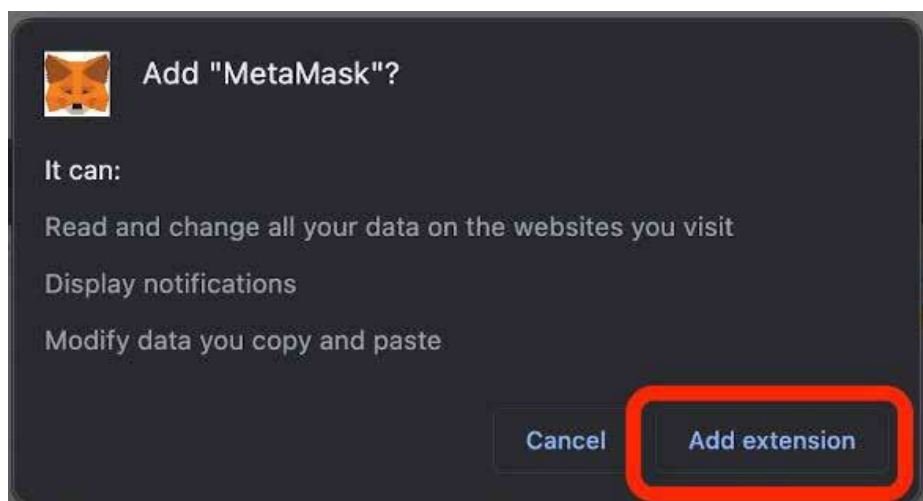 Add "MetaMask"?
It can:
Read and change all your data on the websites you visit
Display notifications
Modify data you copy and paste
Cancel
Add extension